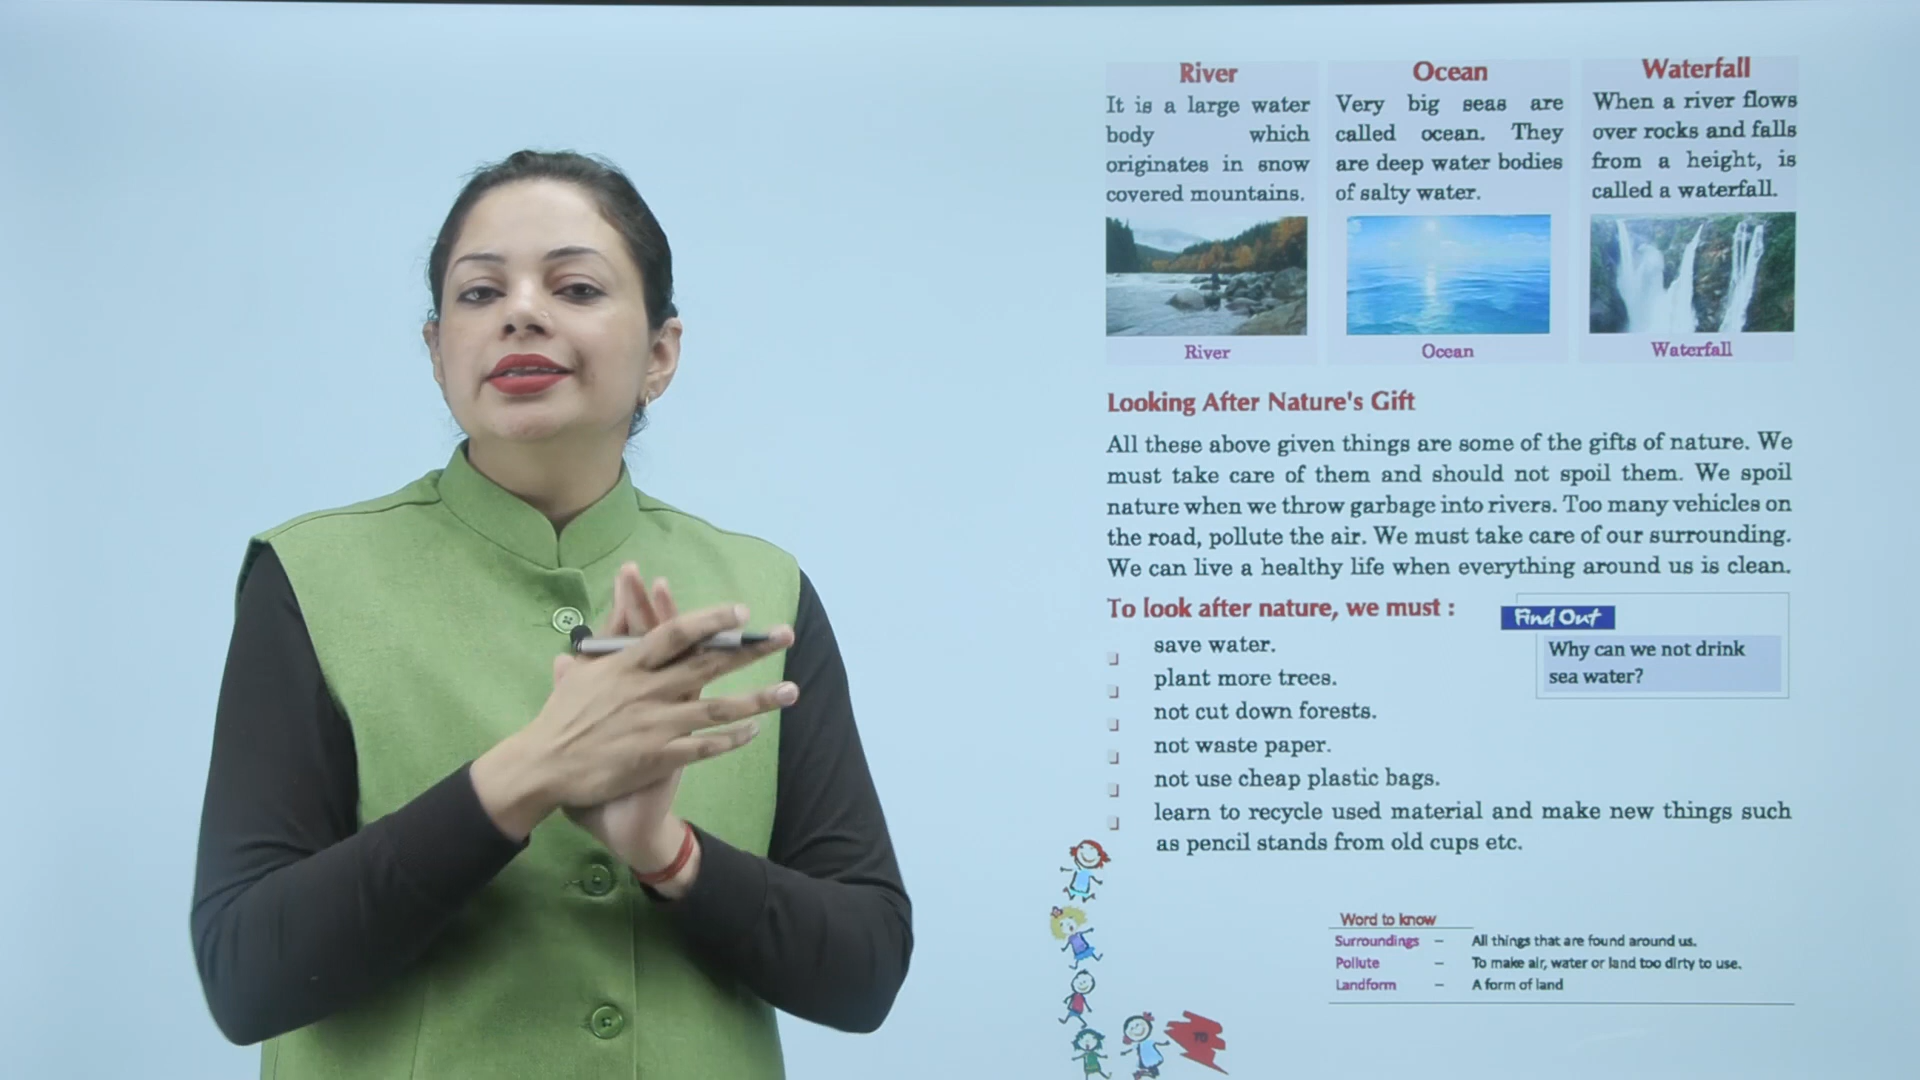 River
It is a large water
body which
originates in snow
covered mountains.
River
Ocean
Very big seas are
called ocean. They
are deep water bodies
of salty water.
Ocean
Waterfall
When a river flows
over rocks and falls
from a height, is
called a waterfall.
Waterfall
Looking After Nature's Gift
All these above given things are some of the gifts of nature. We
must take care of them and should not spoil them. We spoil
nature when we throw garbage into rivers. Too many vehicles on
the road, pollute the air. We must take care of our surrounding.
We can live a healthy life when everything around us is clean.
To look after nature, we must :
save water.
plant more trees.
not cut down forests.
not waste paper.
not use cheap plastic bags.
learn to recycle used material and make new things such
as pencil stands from old cups etc.
Find Out
Why can we not drink
sea water?
Word to know
Surroundings – All things that are found around us.
Pollute – To make air, water or land too dirty to use.
Landform – A form of land